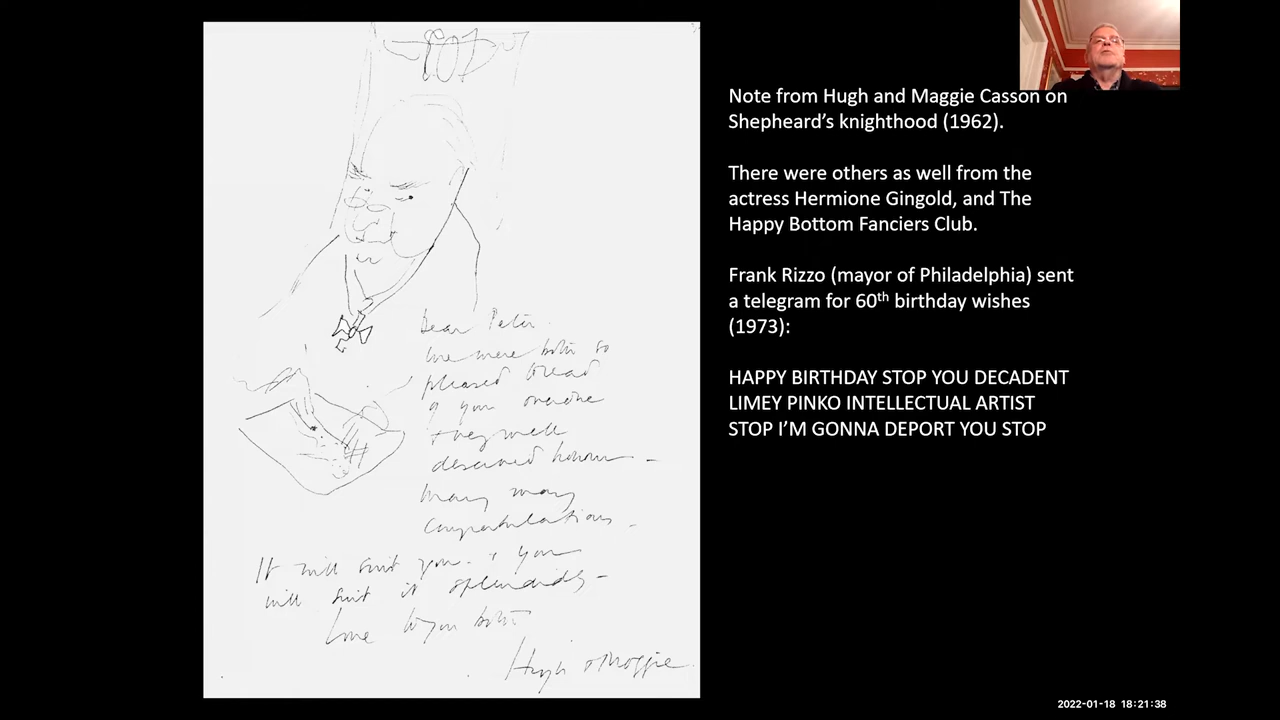 Dear Peter.
we were both so
pleased to read
of your
well
deserved honour –
many many
congratulations –
It will suit you. + you
will suit it splendidly –
Love to you both
Hugh & Maggie.
Note from Hugh and Maggie Casson on
Shepheard’s knighthood (1962).
There were others as well from the
actress Hermione Gingold, and The
Happy Bottom Fanciers Club.
Frank Rizzo (mayor of Philadelphia) sent
a telegram for 60th birthday wishes
(1973):
HAPPY BIRTHDAY STOP YOU DECADENT
LIMEY PINKO INTELLECTUAL ARTIST
STOP I’M GONNA DEPORT YOU STOP
2022-01-18 18:21:38